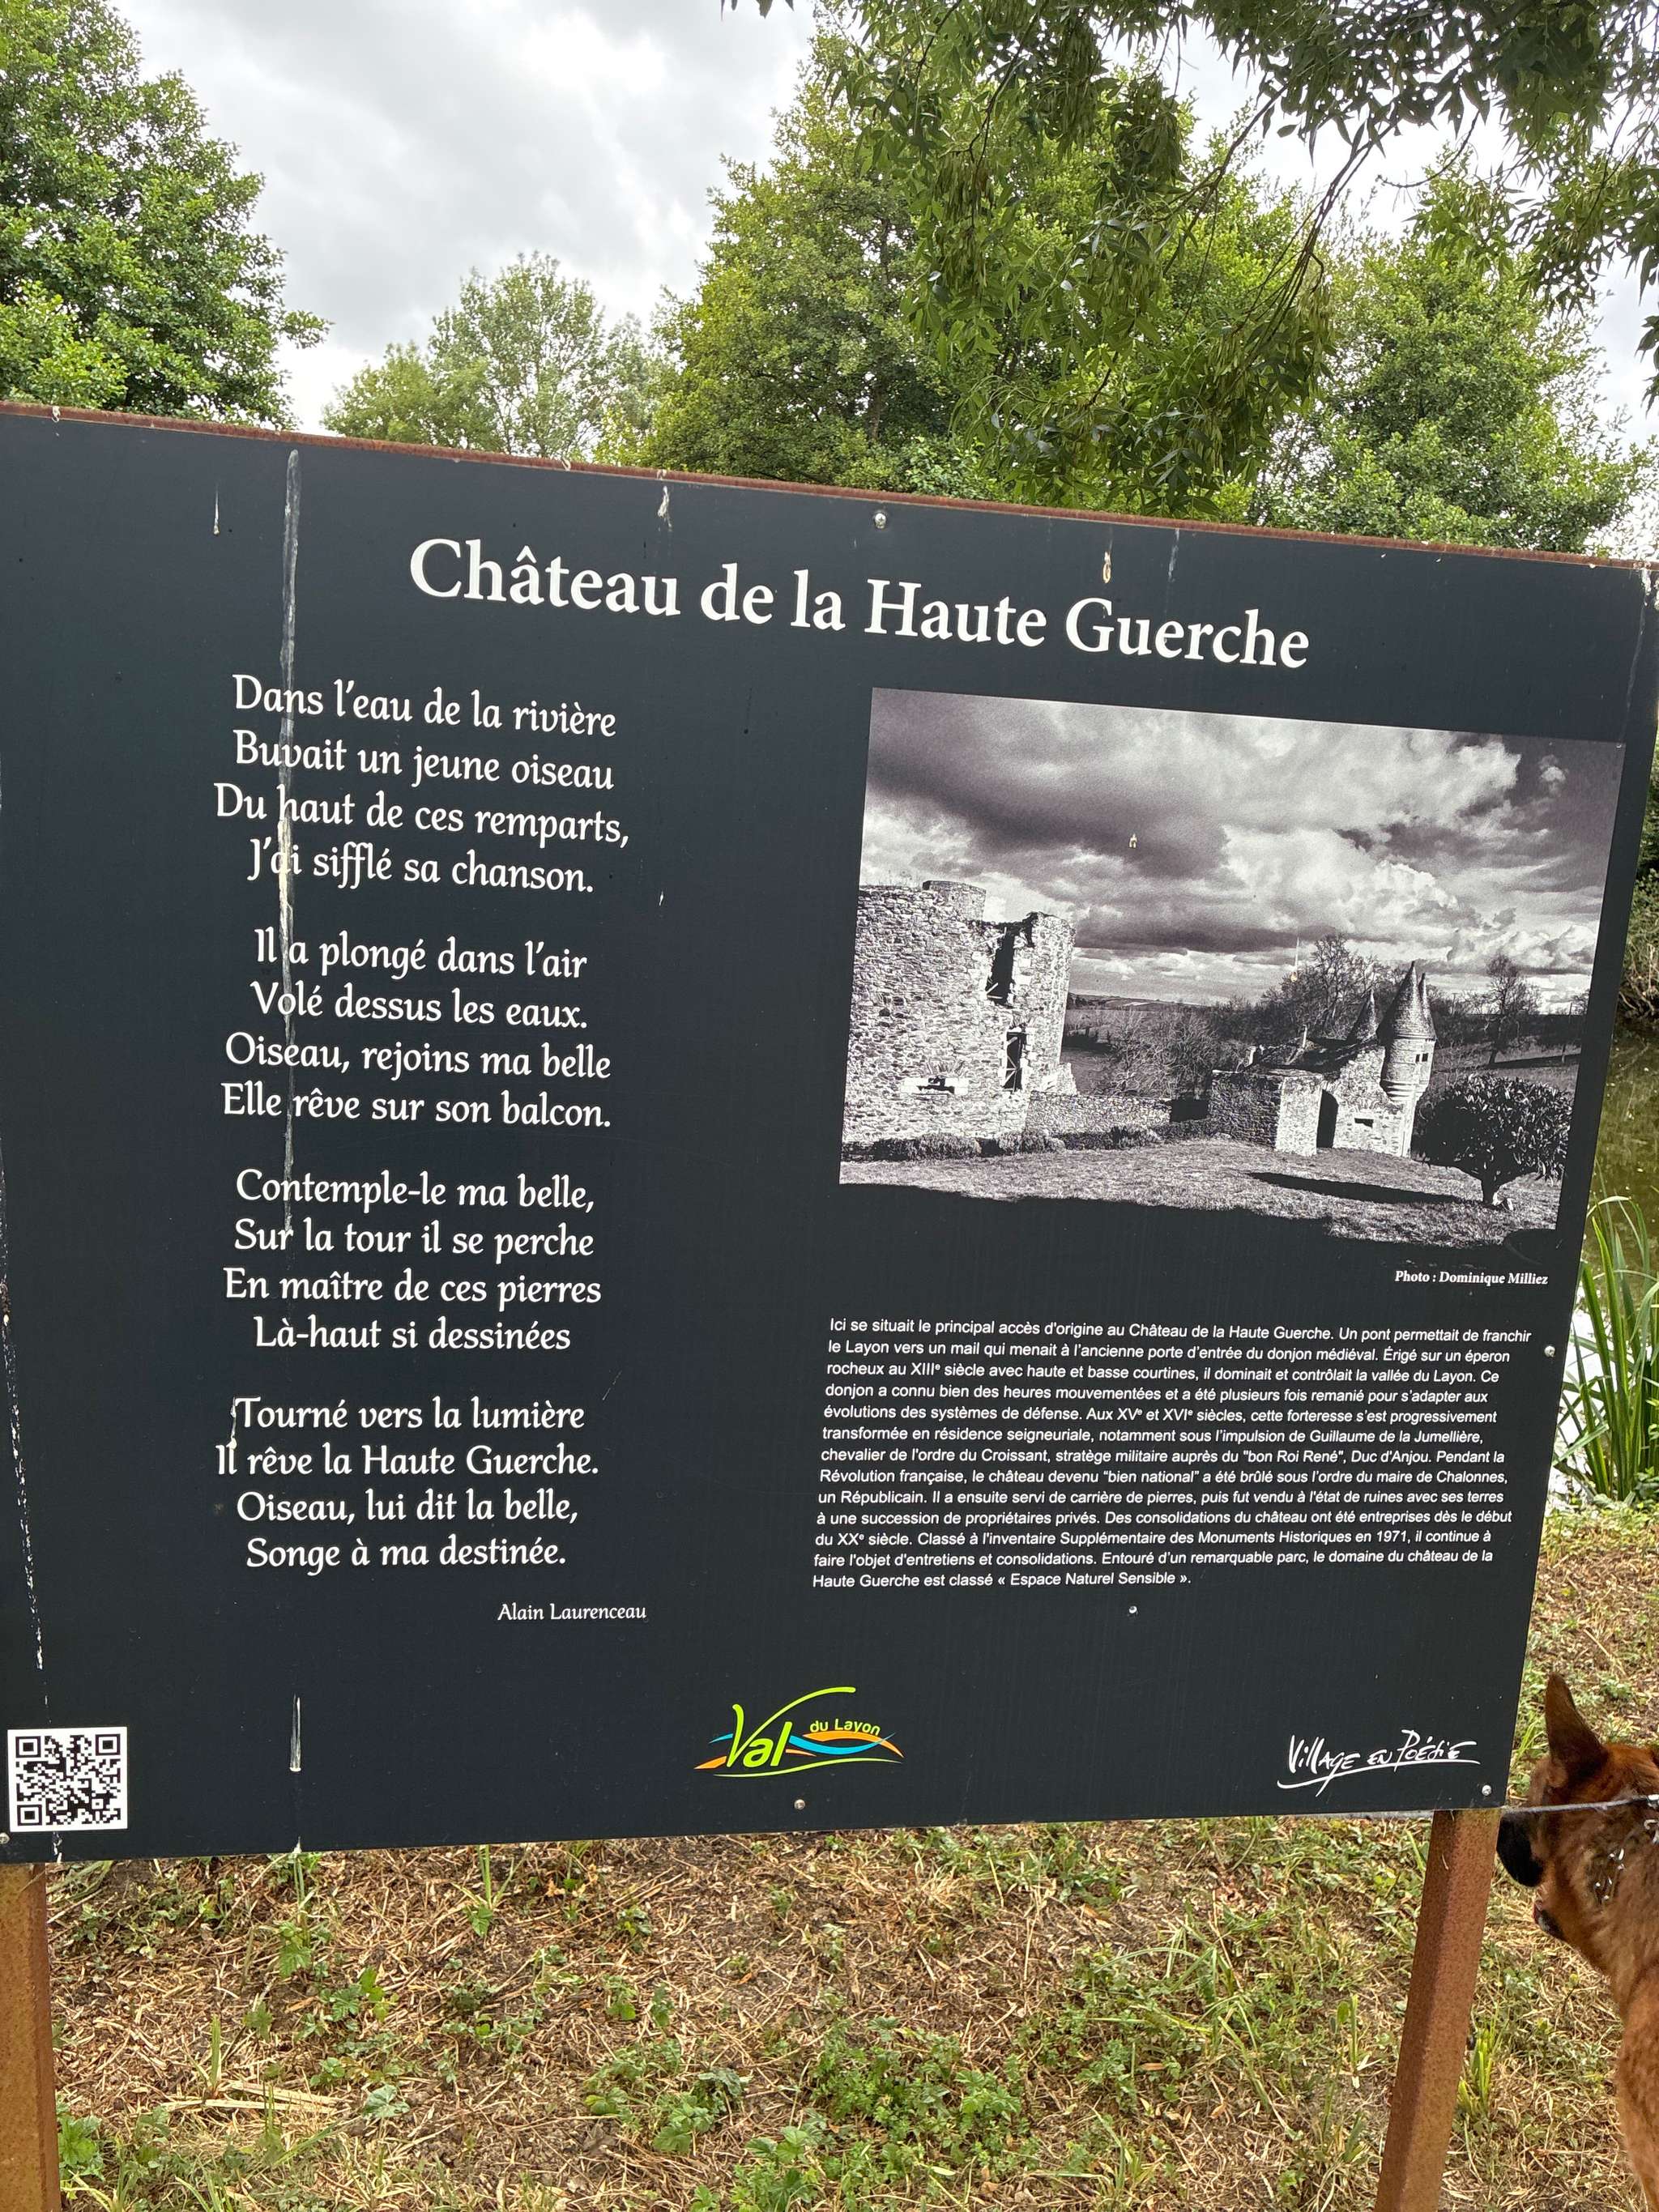 Château de la Haute Guerche
Dans l'eau de la rivière
Buvait un jeune oiseau
Du haut de ces remparts,
J'ai sifflé sa chanson.
Il a plongé dans l'air
Volé dessus les eaux.
Oiseau, rejoins ma belle
Elle rêve sur son balcon.
Contemple-le ma belle,
Sur la tour il se perche
En maître de ces pierres
Là-haut si dessinées
Tourné vers la lumière
Il rêve la Haute Guerche.
Oiseau, lui dit la belle,
Songe à ma destinée.
Alain Laurenceau
Photo : Dominique Milliez
Ici se situait le principal accès d'origine au Château de la Haute Guerche. Un pont permettait de franchir
le Layon vers un mail qui menait à l'ancienne porte d'entrée du donjon médiéval. Érigé sur un éperon
rocheux au XIIIe siècle avec haute et basse courtines, il dominait et contrôlait la vallée du Layon. Ce
donjon a connu bien des heures mouvementées et a été plusieurs fois remanié pour s'adapter aux
évolutions des systèmes de défense. Aux XVe et XVIe siècles, cette forteresse s'est progressivement
transformée en résidence seigneuriale, notamment sous l'impulsion de Guillaume de la Jumellière,
chevalier de l'ordre du Croissant, stratège militaire auprès du "bon Roi René", Duc d'Anjou. Pendant la
Révolution française, le château devenu "bien national" a été brûlé sous l'ordre du maire de Chalonnes,
un Républicain. Il a ensuite servi de carrière de pierres, puis fut vendu à l'état de ruines avec ses terres
à une succession de propriétaires privés. Des consolidations du château ont été entreprises dès le début
du XXe siècle. Classé à l'inventaire Supplémentaire des Monuments Historiques en 1971, il continue à
faire l'objet d'entretiens et consolidations. Entouré d'un remarquable parc, le domaine du château de la
Haute Guerche est classé « Espace Naturel Sensible ».
Val du Layon
Village en Poésie